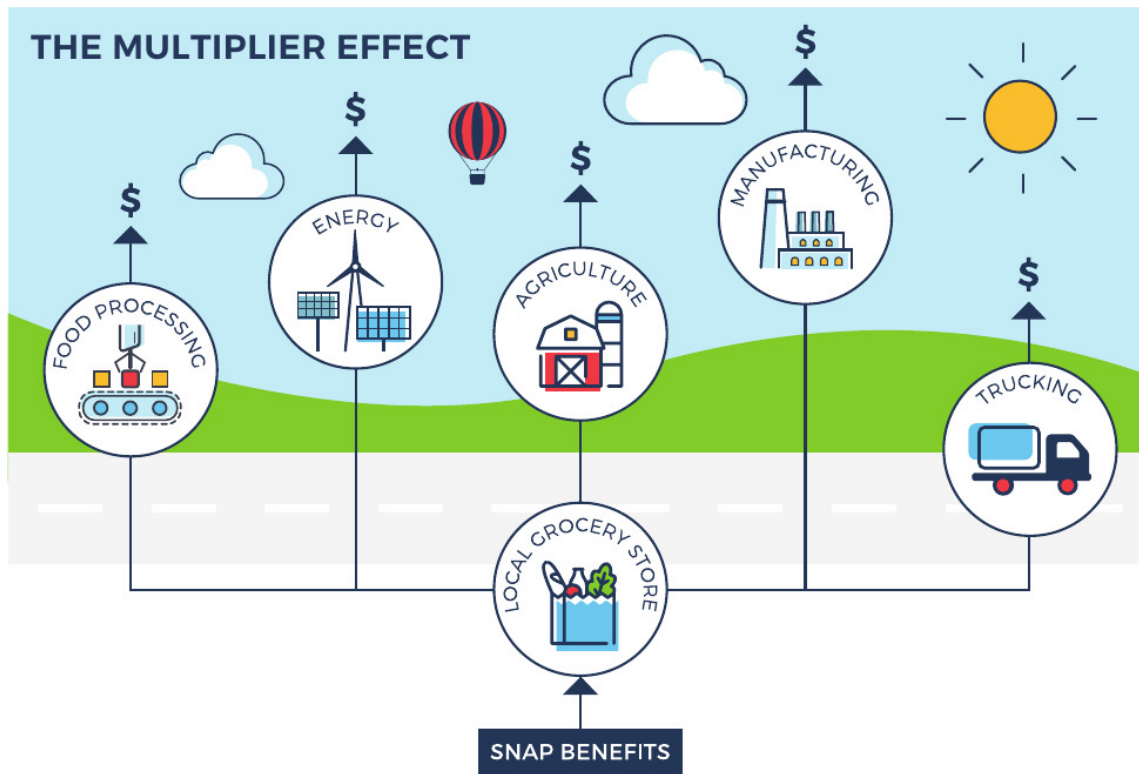 THE MULTIPLIER EFFECT
$
$
$
$
$
FOOD PROCESSING
ENERGY
AGRICULTURE
MANUFACTURING
TRUCKING
LOCAL GROCERY STORE
SNAP BENEFITS